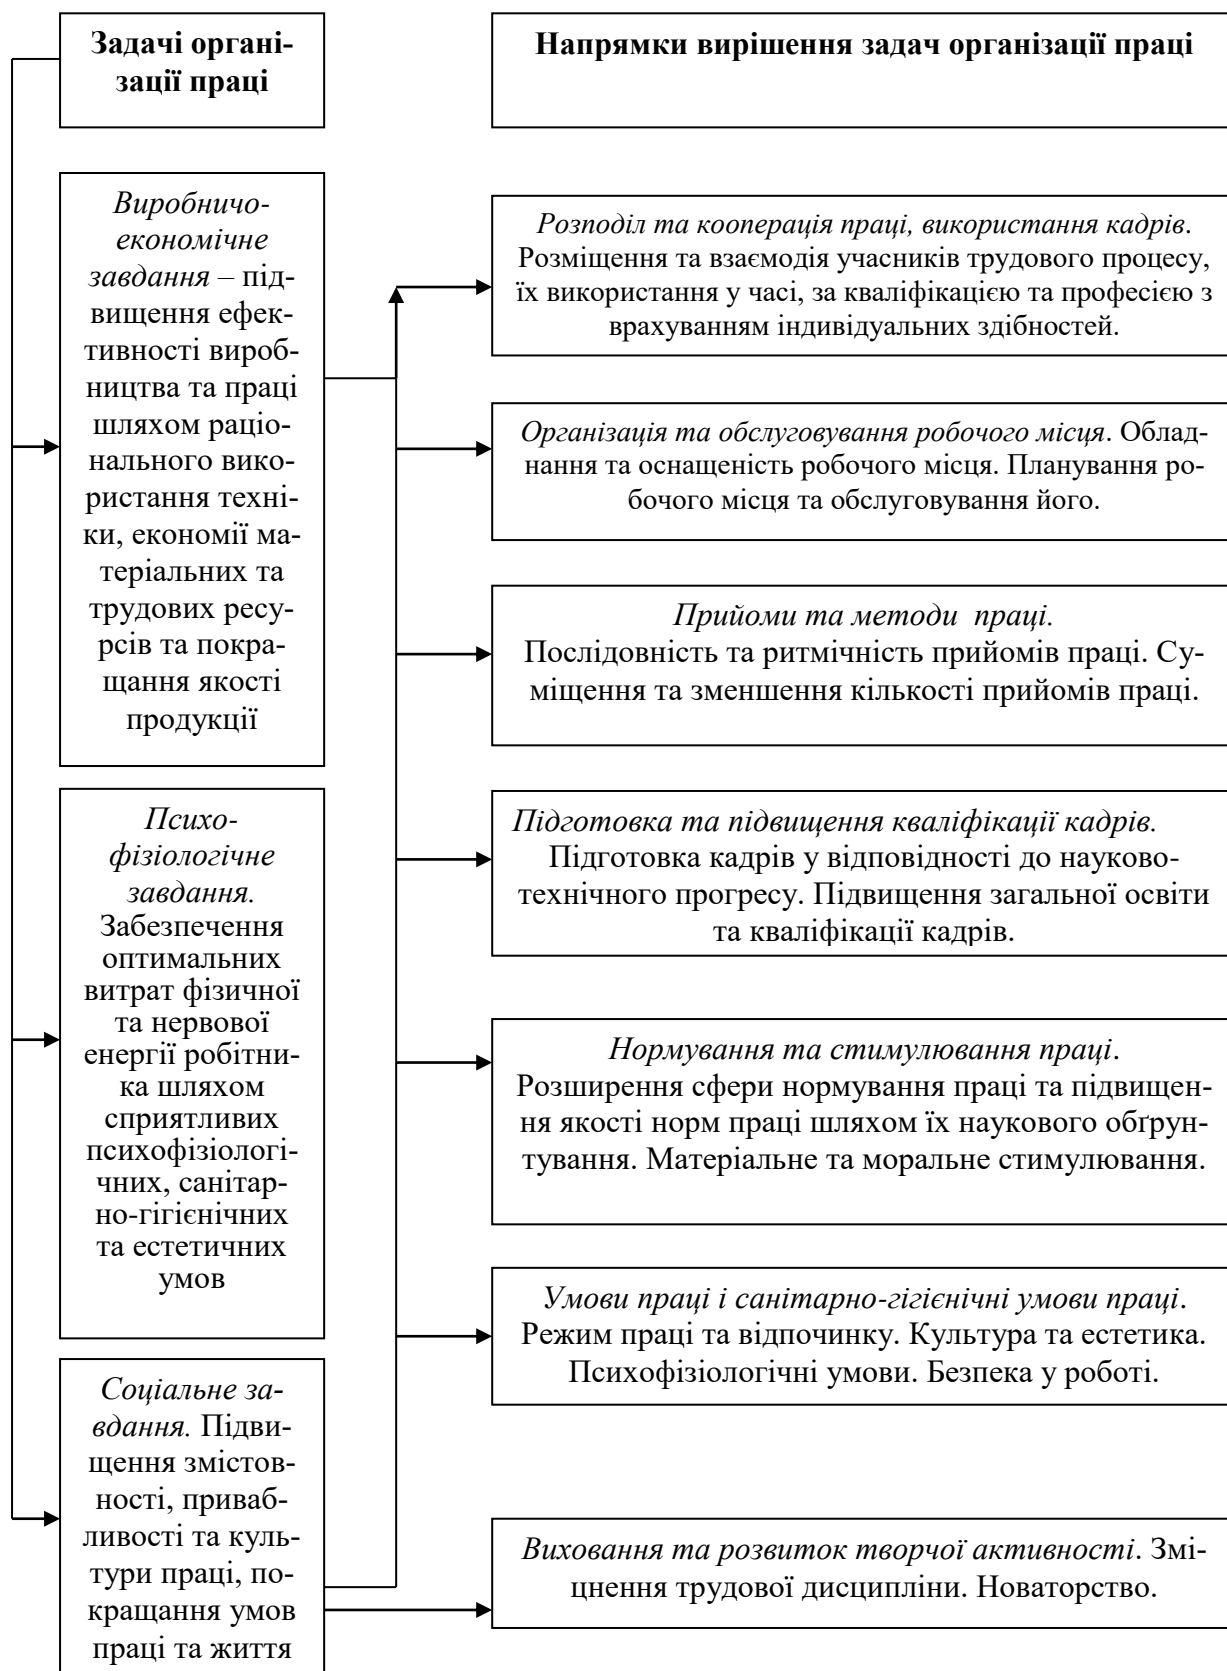 Задачі органі-
зації праці
Напрямки вирішення задач організації праці
Виробничо-
економічне
завдання – під-
вищення ефек-
тивності вироб-
ництва та праці
шляхом раціо-
нального вико-
ристання техні-
ки, економії ма-
теріальних та
трудових ресу-
рсів та покра-
щання якості
продукції
Психо-
фізіологічне
завдання.
Забезпечення
оптимальних
витрат фізичної
та нервової
енергії робітни-
ка шляхом
сприятливих
психофізіологі-
чних, санітар-
но-гігієнічних
та естетичних
умов
Соціальне за-
вдання. Підви-
щення змістов-
ності, приваб-
ливості та куль-
тури праці, по-
кращання умов
праці та життя
Розподіл та кооперація праці, використання кадрів.
Розміщення та взаємодія учасників трудового процесу,
їх використання у часі, за кваліфікацією та професією з
врахуванням індивідуальних здібностей.
Організація та обслуговування робочого місця. Облад-
нання та оснащеність робочого місця. Планування ро-
бочого місця та обслуговування його.
Прийоми та методи праці.
Послідовність та ритмічність прийомів праці. Су-
міщення та зменшення кількості прийомів праці.
Підготовка та підвищення кваліфікації кадрів.
Підготовка кадрів у відповідності до науково-
технічного прогресу. Підвищення загальної освіти
та кваліфікації кадрів.
Нормування та стимулювання праці.
Розширення сфери нормування праці та підвищен-
ня якості норм праці шляхом їх наукового обґрун-
тування. Матеріальне та моральне стимулювання.
Умови праці і санітарно-гігієнічні умови праці.
Режим праці та відпочинку. Культура та естетика.
Психофізіологічні умови. Безпека у роботі.
Виховання та розвиток творчої активності. Змі-
цнення трудової дисципліни. Новаторство.